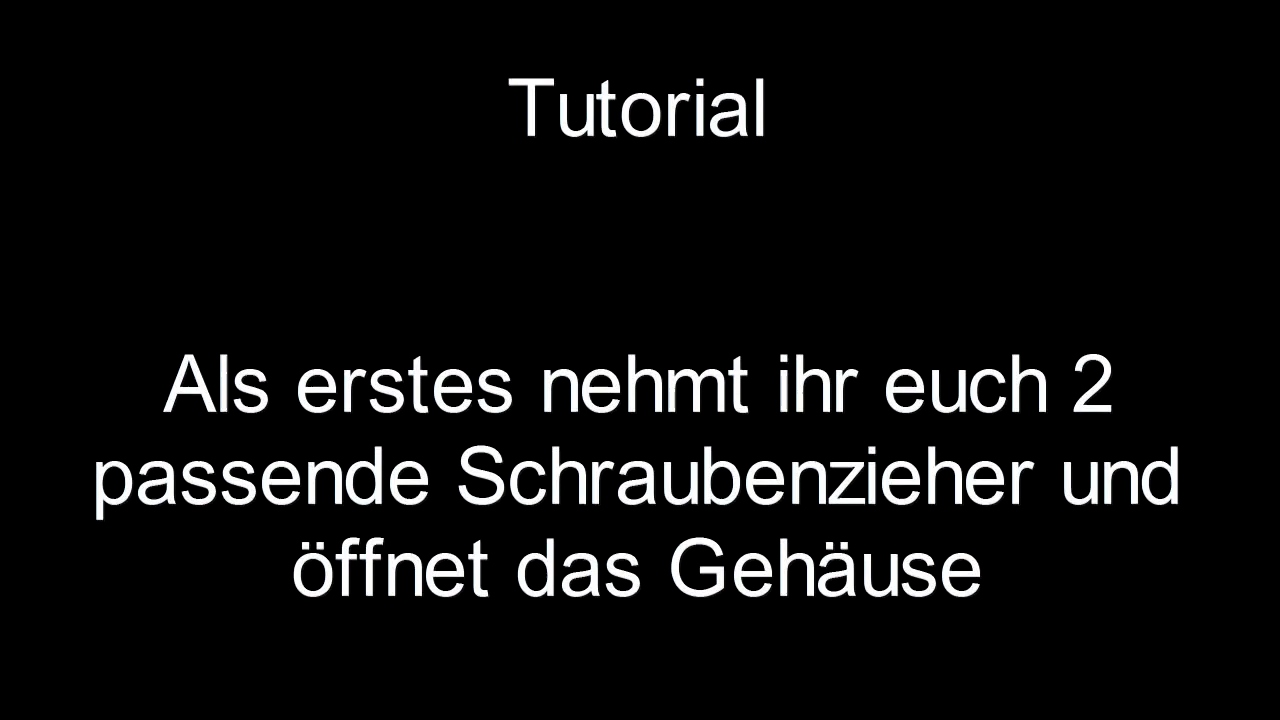 Tutorial
Als erstes nehmt ihr euch 2
passende Schraubenzieher und
öffnet das Gehäuse